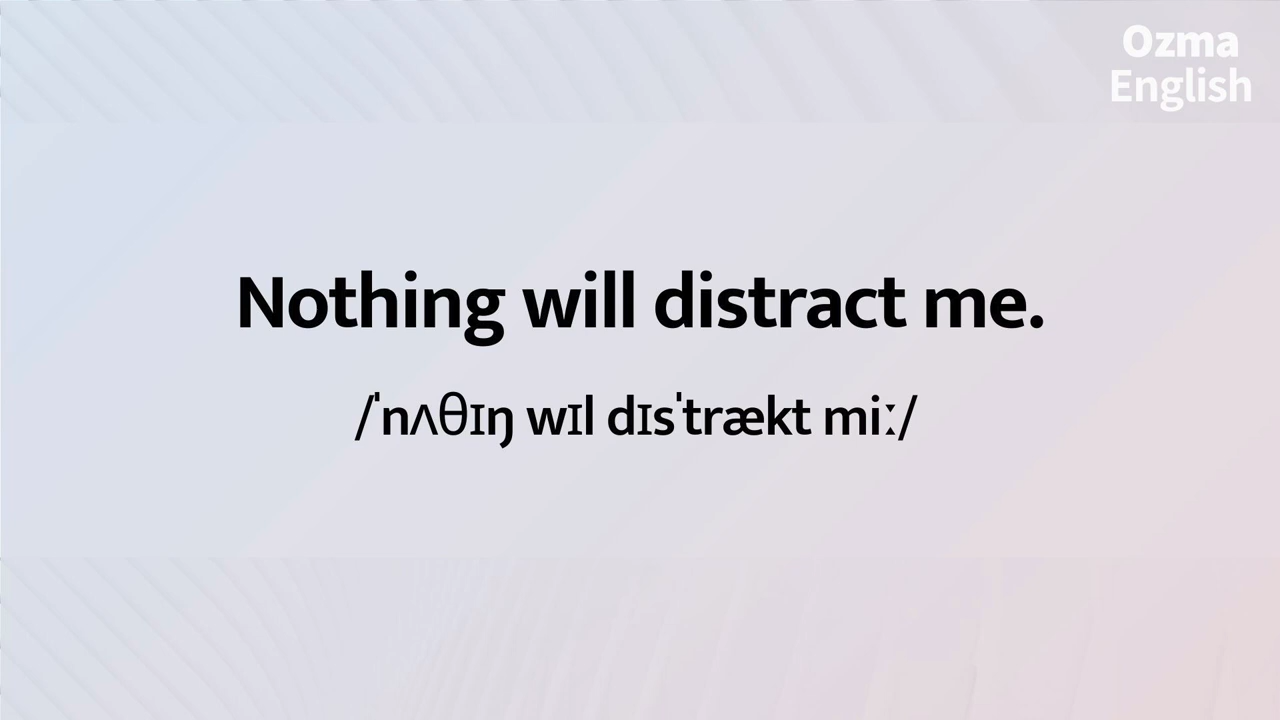 Ozma
English
Nothing will distract me.
/ˈnʌθɪŋ wɪl dɪsˈtrækt miː/